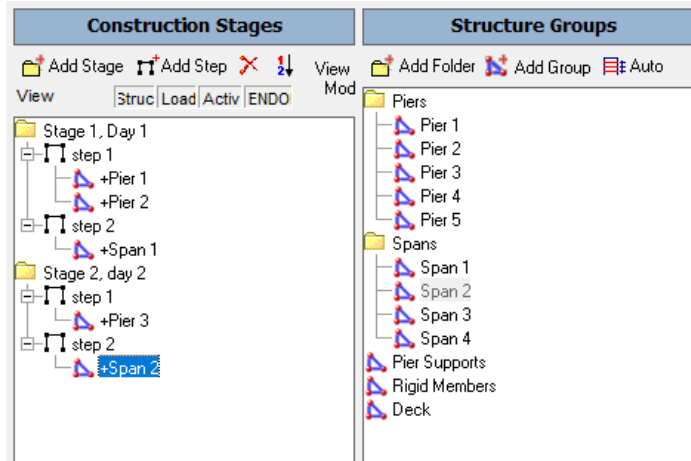 Construction Stages
Add Stage Add Step View Mod
View Struc Load Activ ENDO
Stage 1, Day 1
step 1
+Pier 1
+Pier 2
step 2
+Span 1
Stage 2, day 2
step 1
+Pier 3
step 2
+Span 2
Structure Groups
Add Folder Add Group Auto
Piers
Pier 1
Pier 2
Pier 3
Pier 4
Pier 5
Spans
Span 1
Span 2
Span 3
Span 4
Pier Supports
Rigid Members
Deck